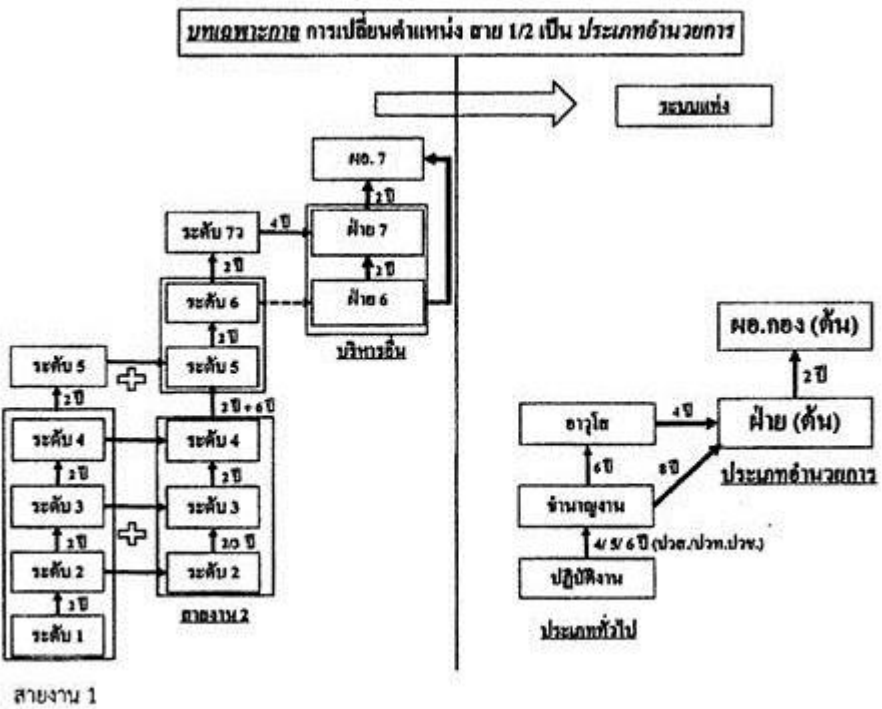 บทเฉพาะกาล การเปลี่ยนตำแหน่ง สาย 1/2 เป็น ประเภทอำนวยการ
ระบบแท่ง
ผอ. 7
2 ปี
ระดับ 7ว
4 ปี
ฝ่าย 7
2 ปี
2 ปี
ระดับ 6
ฝ่าย 6
2 ปี
บริหารอื่น
ระดับ 5
ระดับ 5
2 ปี
2 ปี + 6 ปี
ระดับ 4
ระดับ 4
2 ปี
2 ปี
ระดับ 3
ระดับ 3
2 ปี
2/3 ปี
ระดับ 2
ระดับ 2
2 ปี
สายงาน 2
ระดับ 1
สายงาน 1
ผอ.กอง (ต้น)
2 ปี
อาวุโส
4 ปี
ฝ่าย (ต้น)
6 ปี
8 ปี
ประเภทอำนวยการ
ชำนาญงาน
4/ 5/ 6 ปี (ปวส./ปวท.ปวช.)
ปฏิบัติงาน
ประเภททั่วไป